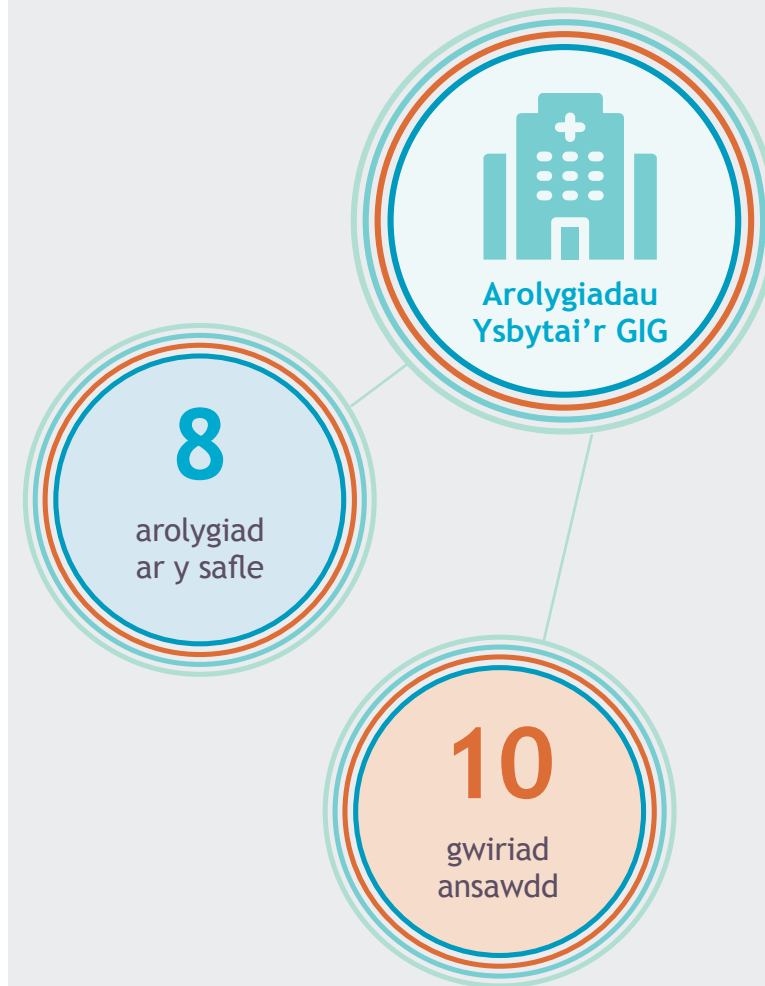 Arolygiadau
Ysbytai’r GIG
8
arolygiad
ar y safle
10
gwiriad
ansawdd